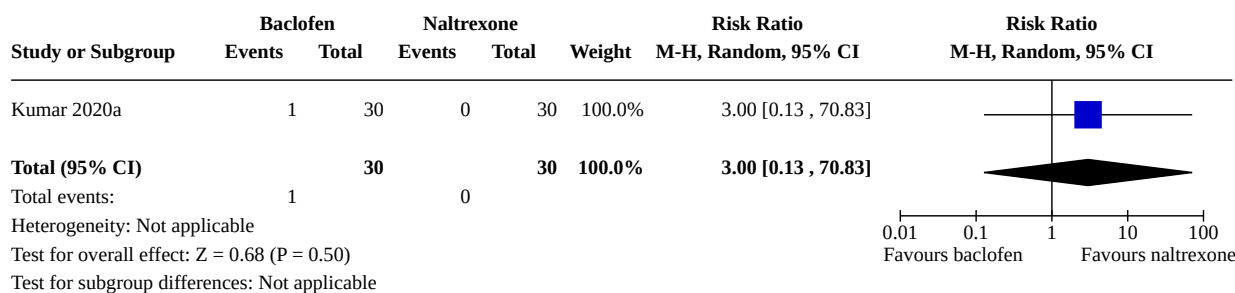 Baclofen Naltrexone Risk Ratio Risk Ratio
Study or Subgroup Events Total Events Total Weight M-H, Random, 95% CI M-H, Random, 95% CI
Kumar 2020a 1 30 0 30 100.0% 3.00 [0.13 , 70.83]
Total (95% CI) 30 30 100.0% 3.00 [0.13 , 70.83]
Total events: 1 0
Heterogeneity: Not applicable
0.01 0.1 1 10 100
Test for overall effect: Z = 0.68 (P = 0.50) Favours baclofen Favours naltrexone
Test for subgroup differences: Not applicable